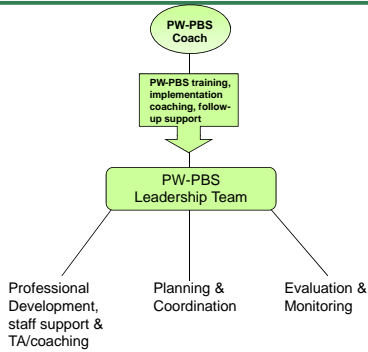 PW-PBS
Coach
PW-PBS training,
implementation
coaching, follow-
up support
PW-PBS
Leadership Team
Professional
Development,
staff support &
TA/coaching
Planning &
Coordination
Evaluation &
Monitoring